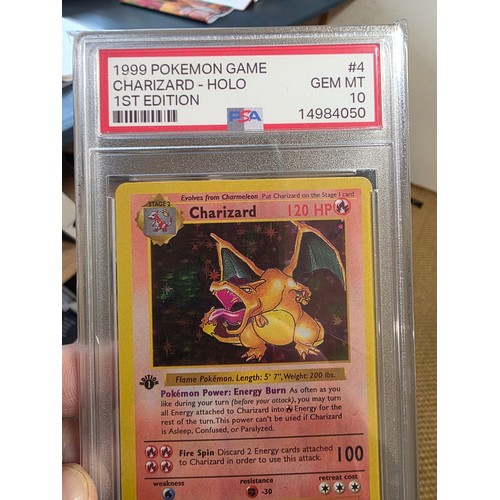 1999 POKEMON GAME #4
CHARIZARD - HOLO GEM MT
1ST EDITION 10
PSA 14984050
Evolves from Charmeleon Put Charizard on the Stage 1 card
STAGE 2
Charizard 120 HP
Flame Pokémon. Length: 5' 7", Weight: 200 lbs.
1
Pokémon Power: Energy Burn As often as you
like during your turn (before your attack), you may turn
all Energy attached to Charizard into Energy for the
rest of the turn. This power can't be used if Charizard
is Asleep, Confused, or Paralyzed.
Fire Spin Discard 2 Energy cards attached
to Charizard in order to use this attack. 100
weakness resistance retreat cost
-30